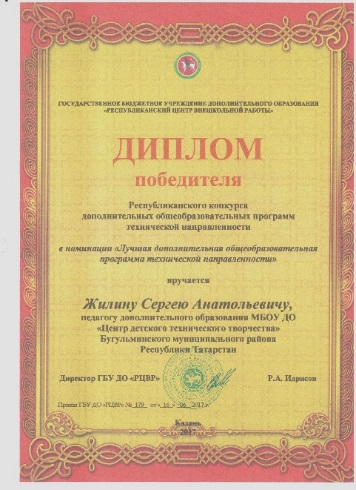 ГОСУДАРСТВЕННОЕ БЮДЖЕТНОЕ УЧРЕЖДЕНИЕ ДОПОЛНИТЕЛЬНОГО ОБРАЗОВАНИЯ
«РЕСПУБЛИКАНСКИЙ ЦЕНТР ВНЕШКОЛЬНОЙ РАБОТЫ»
ДИПЛОМ
победителя
Республиканского конкурса
дополнительных общеобразовательных программ
технической направленности
в номинации «Лучшая дополнительная общеобразовательная
программа технической направленности»
вручается
Жилину Сергею Анатольевичу,
педагогу дополнительного образования МБОУ ДО
«Центр детского технического творчества»
Бугульминского муниципального района
Республики Татарстан
Директор ГБУ ДО «РЦВР» Р.А. Идрисов
Приказ ГБУ ДО «РЦВР» № 179 от « 16 » 06 2017 г.
Казань
2017